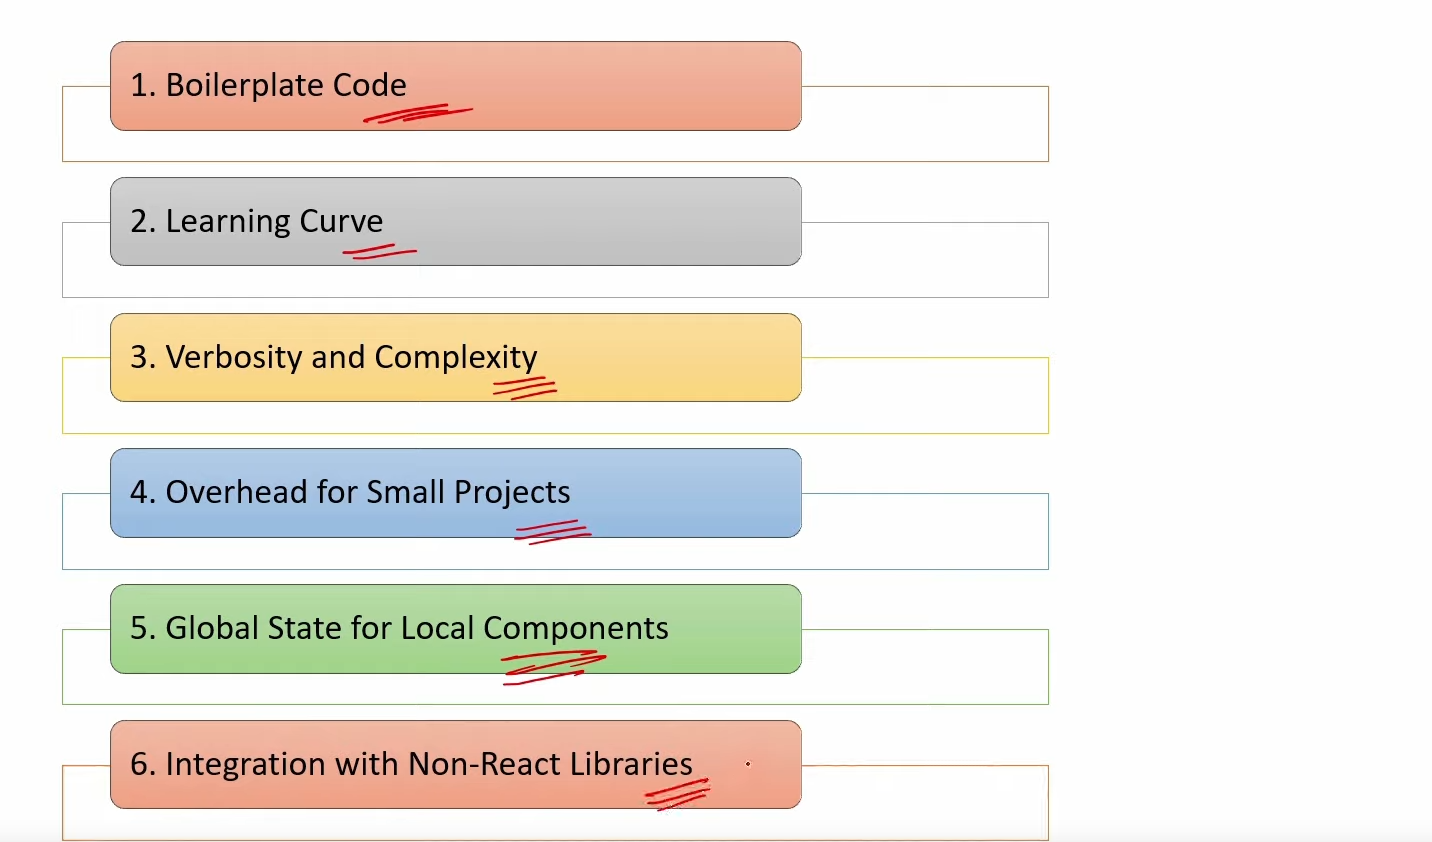 1. Boilerplate Code
2. Learning Curve
3. Verbosity and Complexity
4. Overhead for Small Projects
5. Global State for Local Components
6. Integration with Non-React Libraries